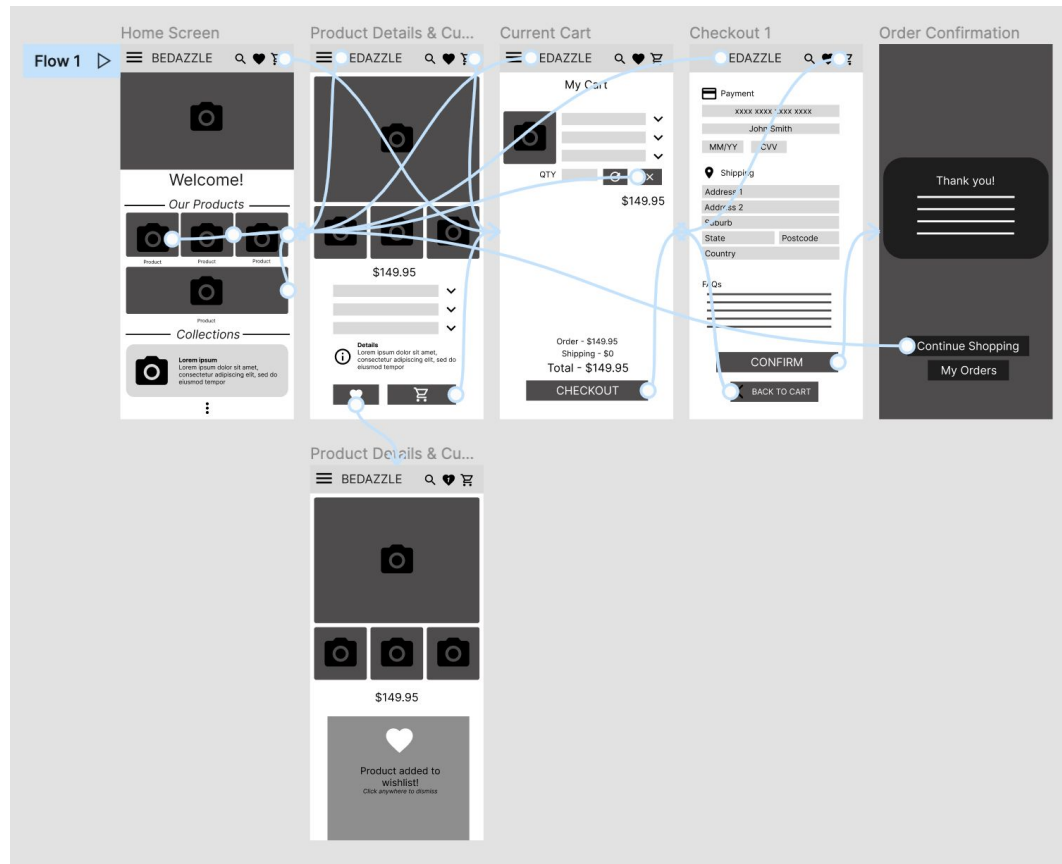 Home Screen
Product Details & Cu...
Current Cart
Checkout 1
Order Confirmation
Flow 1
BEDAZZLE
Welcome!
Our Products
Product
Product
Product
Product
Collections
Lorem ipsum
Lorem ipsum dolor sit amet,
consectetur adipiscing elit, sed do
eiusmod tempor
EDAZZLE
$149.95
Details
Lorem ipsum dolor sit amet,
consectetur adipiscing elit, sed do
eiusmod tempor
EDAZZLE
My Cart
QTY
$149.95
Order - $149.95
Shipping - $0
Total - $149.95
CHECKOUT
EDAZZLE
Payment
xxxx xxxx xxxx xxxx
John Smith
MM/YY
CVV
Shipping
Address 1
Address 2
Suburb
State
Postcode
Country
FAQs
CONFIRM
BACK TO CART
Thank you!
Continue Shopping
My Orders
Product Details & Cu...
BEDAZZLE
$149.95
Product added to
wishlist!
Click anywhere to dismiss